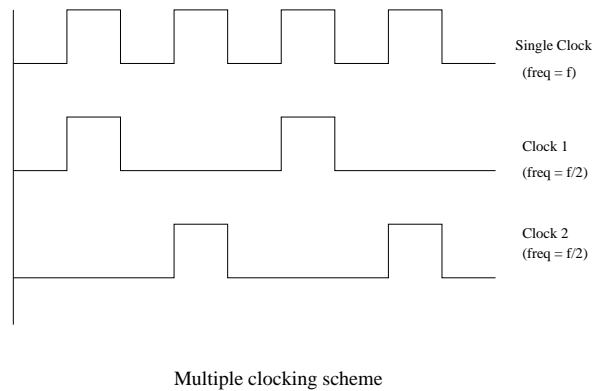 Single Clock
(freq = f)
Clock 1
(freq = f/2)
Clock 2
(freq = f/2)
Multiple clocking scheme